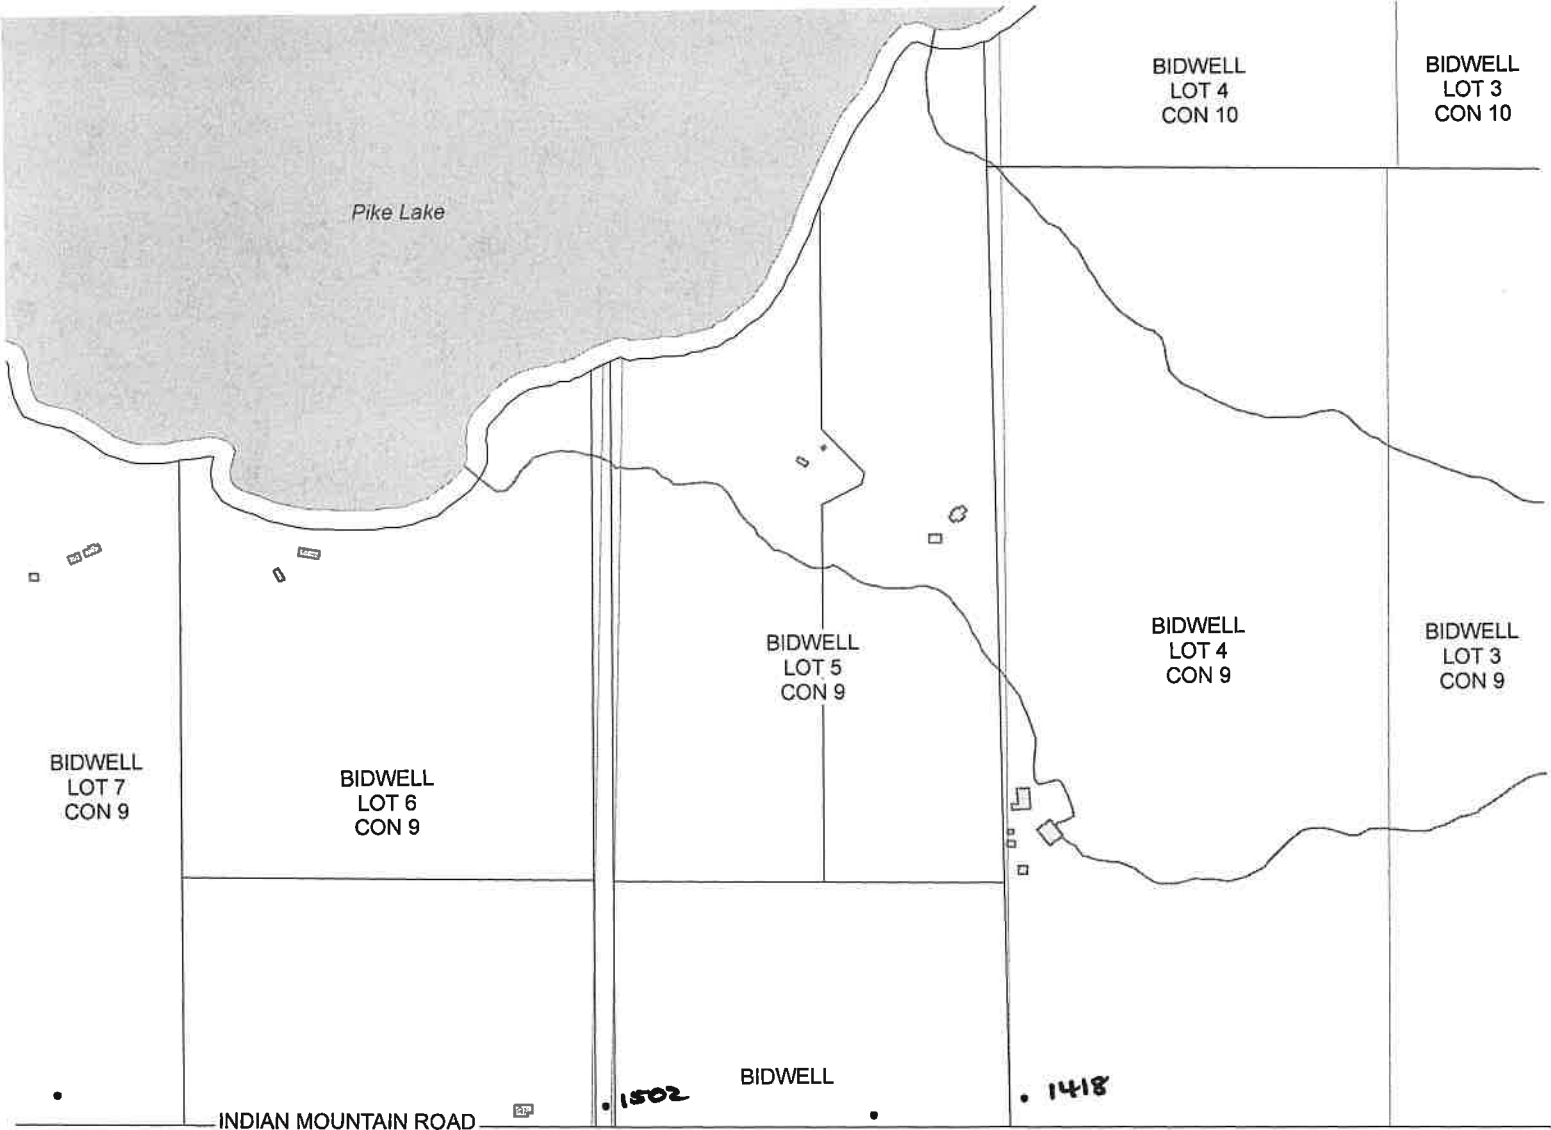 BIDWELL
LOT 4
CON 10
BIDWELL
LOT 3
CON 10
Pike Lake
BIDWELL
LOT 5
CON 9
BIDWELL
LOT 4
CON 9
BIDWELL
LOT 3
CON 9
BIDWELL
LOT 7
CON 9
BIDWELL
LOT 6
CON 9
BIDWELL
1502
1418
INDIAN MOUNTAIN ROAD